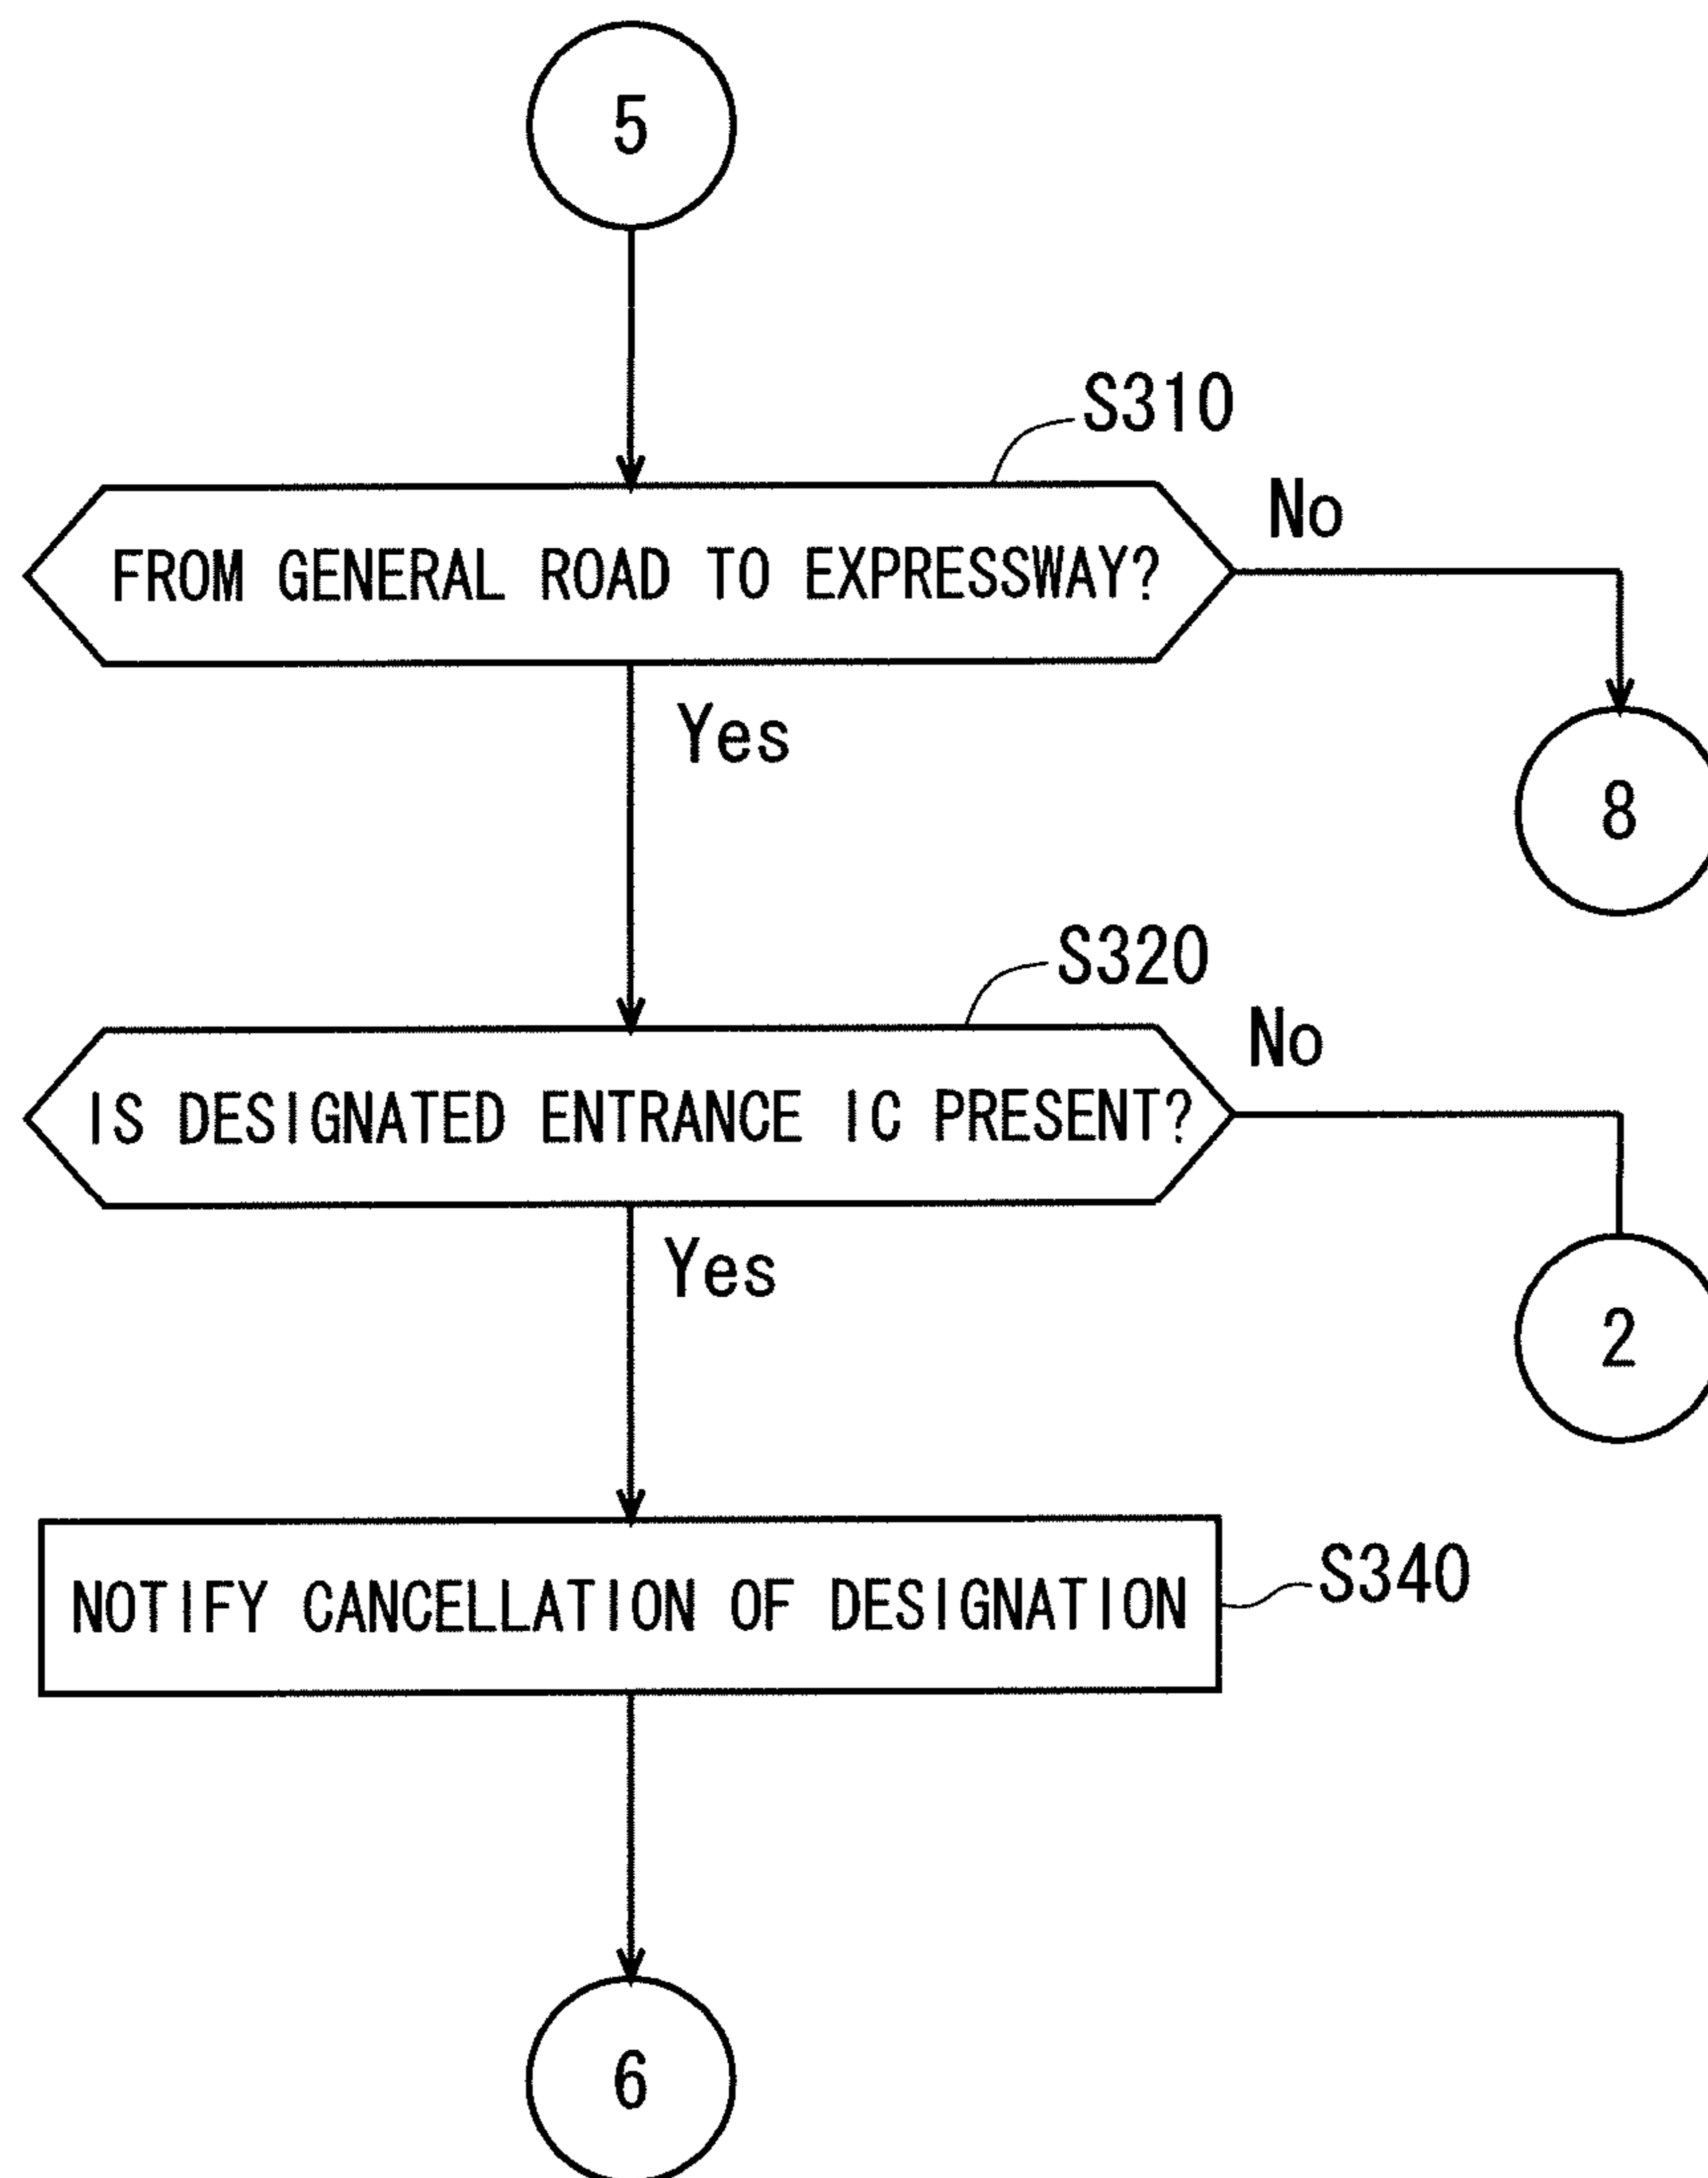 5
S310
FROM GENERAL ROAD TO EXPRESSWAY?
No
Yes
8
S320
IS DESIGNATED ENTRANCE IC PRESENT?
No
Yes
2
NOTIFY CANCELLATION OF DESIGNATION
S340
6